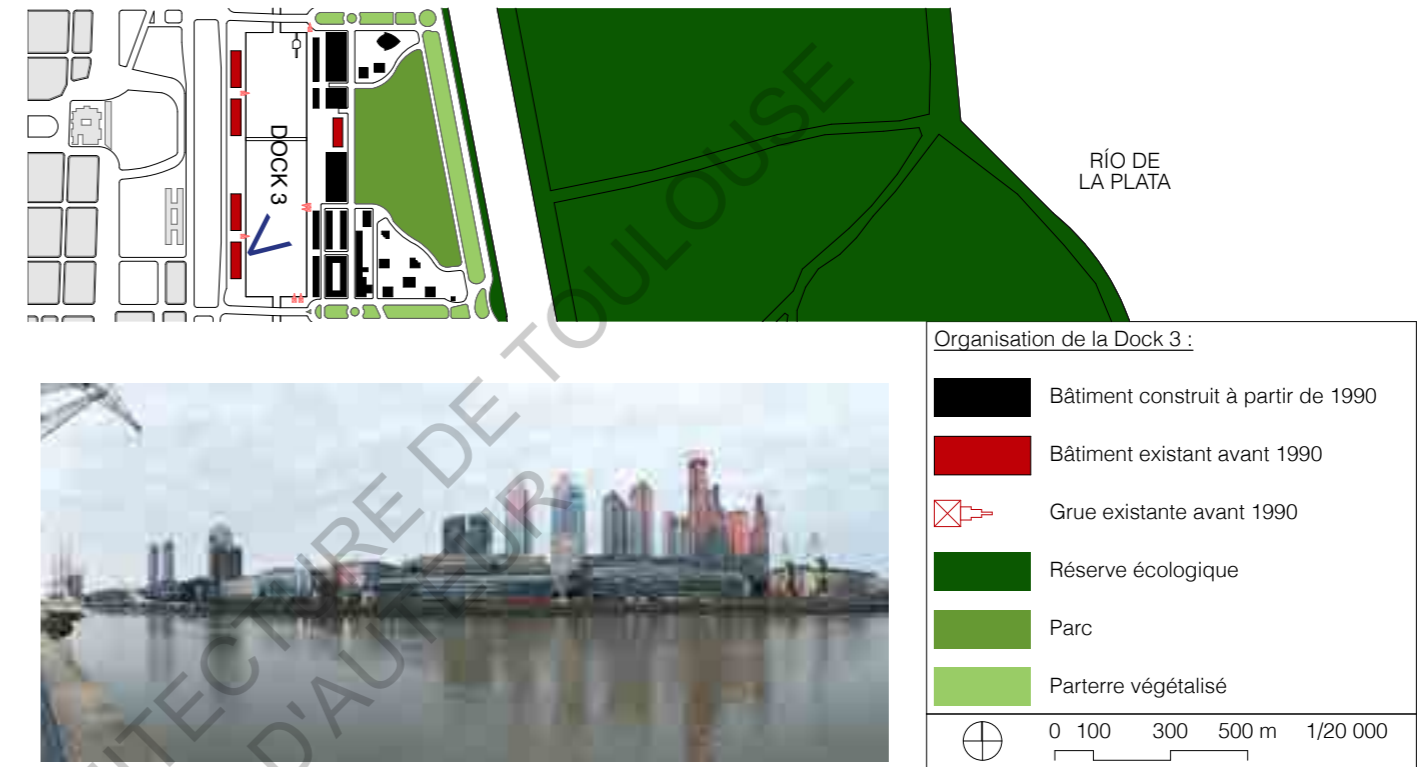 DOCK 3
RÍO DE
LA PLATA
Organisation de la Dock 3 :
Bâtiment construit à partir de 1990
Bâtiment existant avant 1990
Grue existante avant 1990
Réserve écologique
Parc
Parterre végétalisé
0 100 300 500 m 1/20 000
ITECTURE DE TOULOUSE
D'AUTEUR